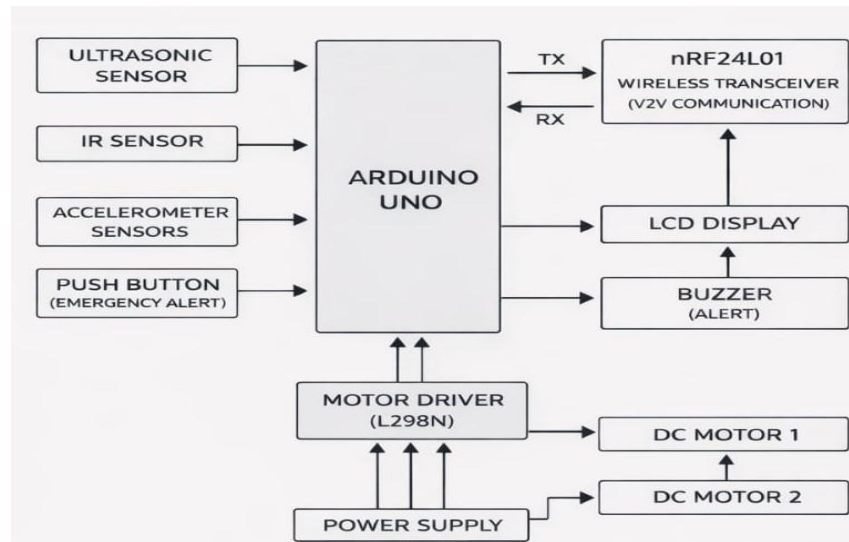 ULTRASONIC
SENSOR
IR SENSOR
ACCELEROMETER
SENSORS
PUSH BUTTON
(EMERGENCY ALERT)
ARDUINO
UNO
TX
RX
nRF24L01
WIRELESS TRANSCEIVER
(V2V COMMUNICATION)
LCD DISPLAY
BUZZER
(ALERT)
MOTOR DRIVER
(L298N)
DC MOTOR 1
DC MOTOR 2
POWER SUPPLY